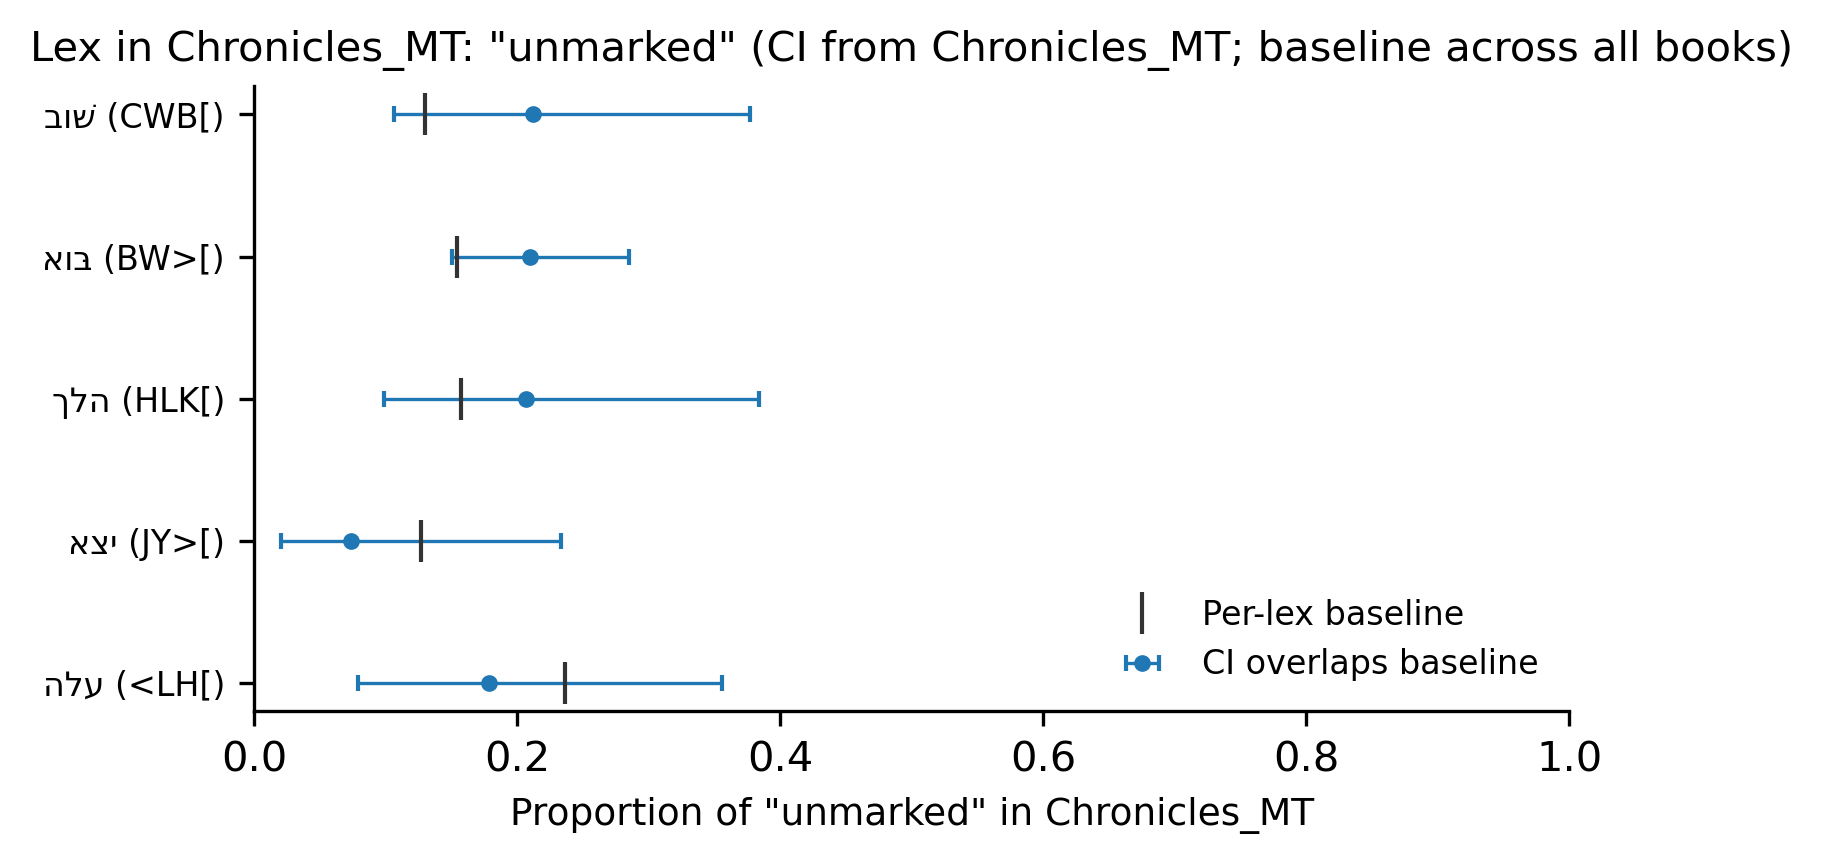 Lex in Chronicles_MT: "unmarked" (CI from Chronicles_MT; baseline across all books)
שׁוב (CWB[)
בּוא (BW>[)
הלך (HLK[)
יצא (JY>[)
עלה (<LH[)
Per-lex baseline
CI overlaps baseline
0.0 0.2 0.4 0.6 0.8 1.0
Proportion of "unmarked" in Chronicles_MT